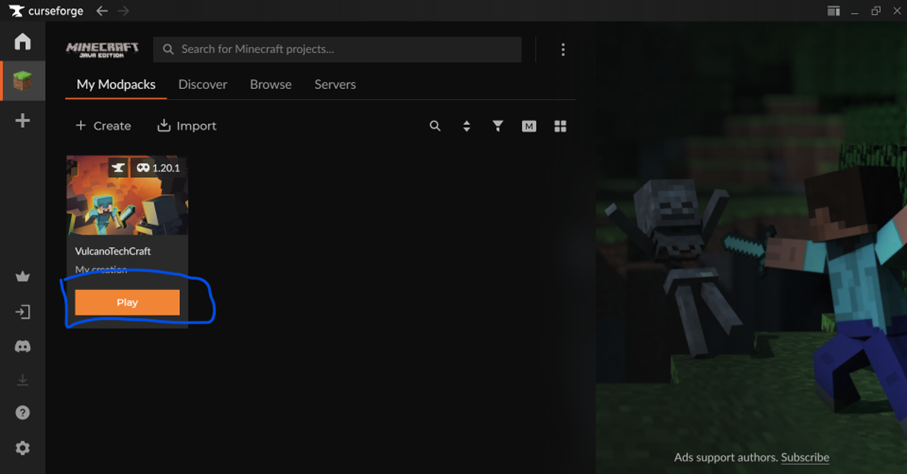 curseforge
MINECRAFT
JAVA EDITION
Search for Minecraft projects...
My Modpacks
Discover
Browse
Servers
Create
Import
M
1.20.1
VulcanoTechCraft
My creation
Play
Ads support authors. Subscribe